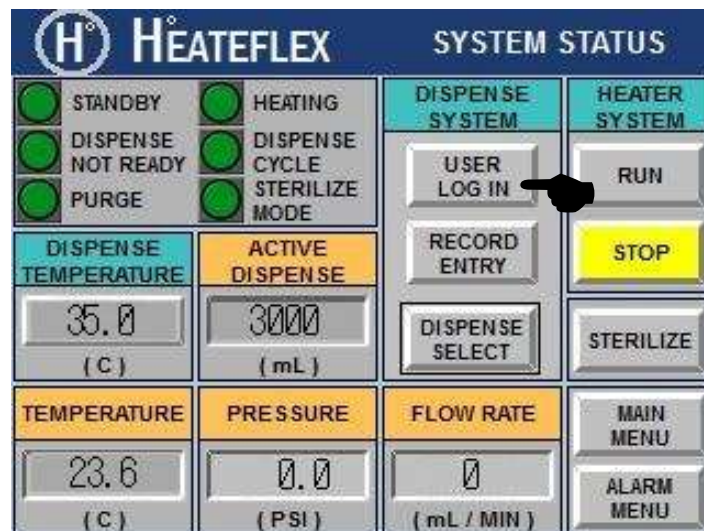 H° HEATEFLEX
SYSTEM STATUS
STANDBY
HEATING
DISPENSE
NOT READY
DISPENSE
CYCLE
PURGE
STERILIZE
MODE
DISPENSE
SYSTEM
USER
LOG IN
RECORD
ENTRY
DISPENSE
SELECT
HEATER
SYSTEM
RUN
STOP
STERILIZE
DISPENSE
TEMPERATURE
35.0
(C)
ACTIVE
DISPENSE
3000
(mL)
TEMPERATURE
23.6
(C)
PRESSURE
0.0
(PSI)
FLOW RATE
0
(mL / MIN)
MAIN
MENU
ALARM
MENU